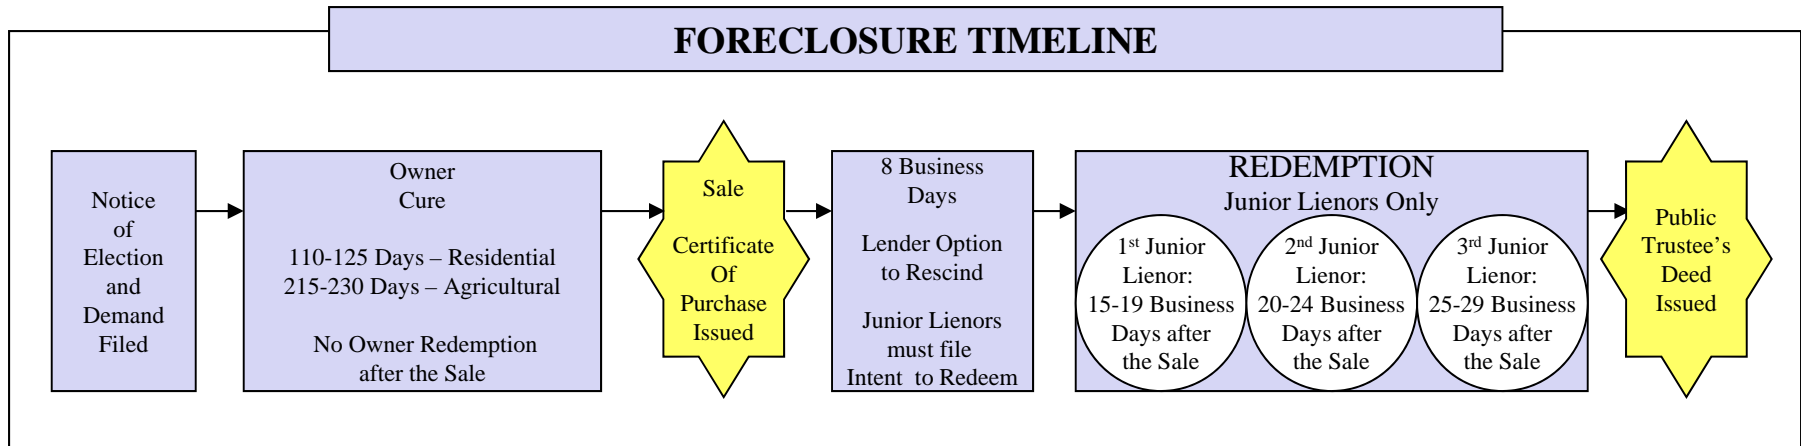 FORECLOSURE TIMELINE
Notice
of
Election
and
Demand
Filed
Owner
Cure
110-125 Days – Residential
215-230 Days – Agricultural
No Owner Redemption
after the Sale
Sale
Certificate
Of
Purchase
Issued
8 Business
Days
Lender Option
to Rescind
Junior Lienors
must file
Intent to Redeem
REDEMPTION
Junior Lienors Only
1st Junior
Lienor:
15-19 Business
Days after
the Sale
2nd Junior
Lienor:
20-24 Business
Days after
the Sale
3rd Junior
Lienor:
25-29 Business
Days after
the Sale
Public
Trustee’s
Deed
Issued